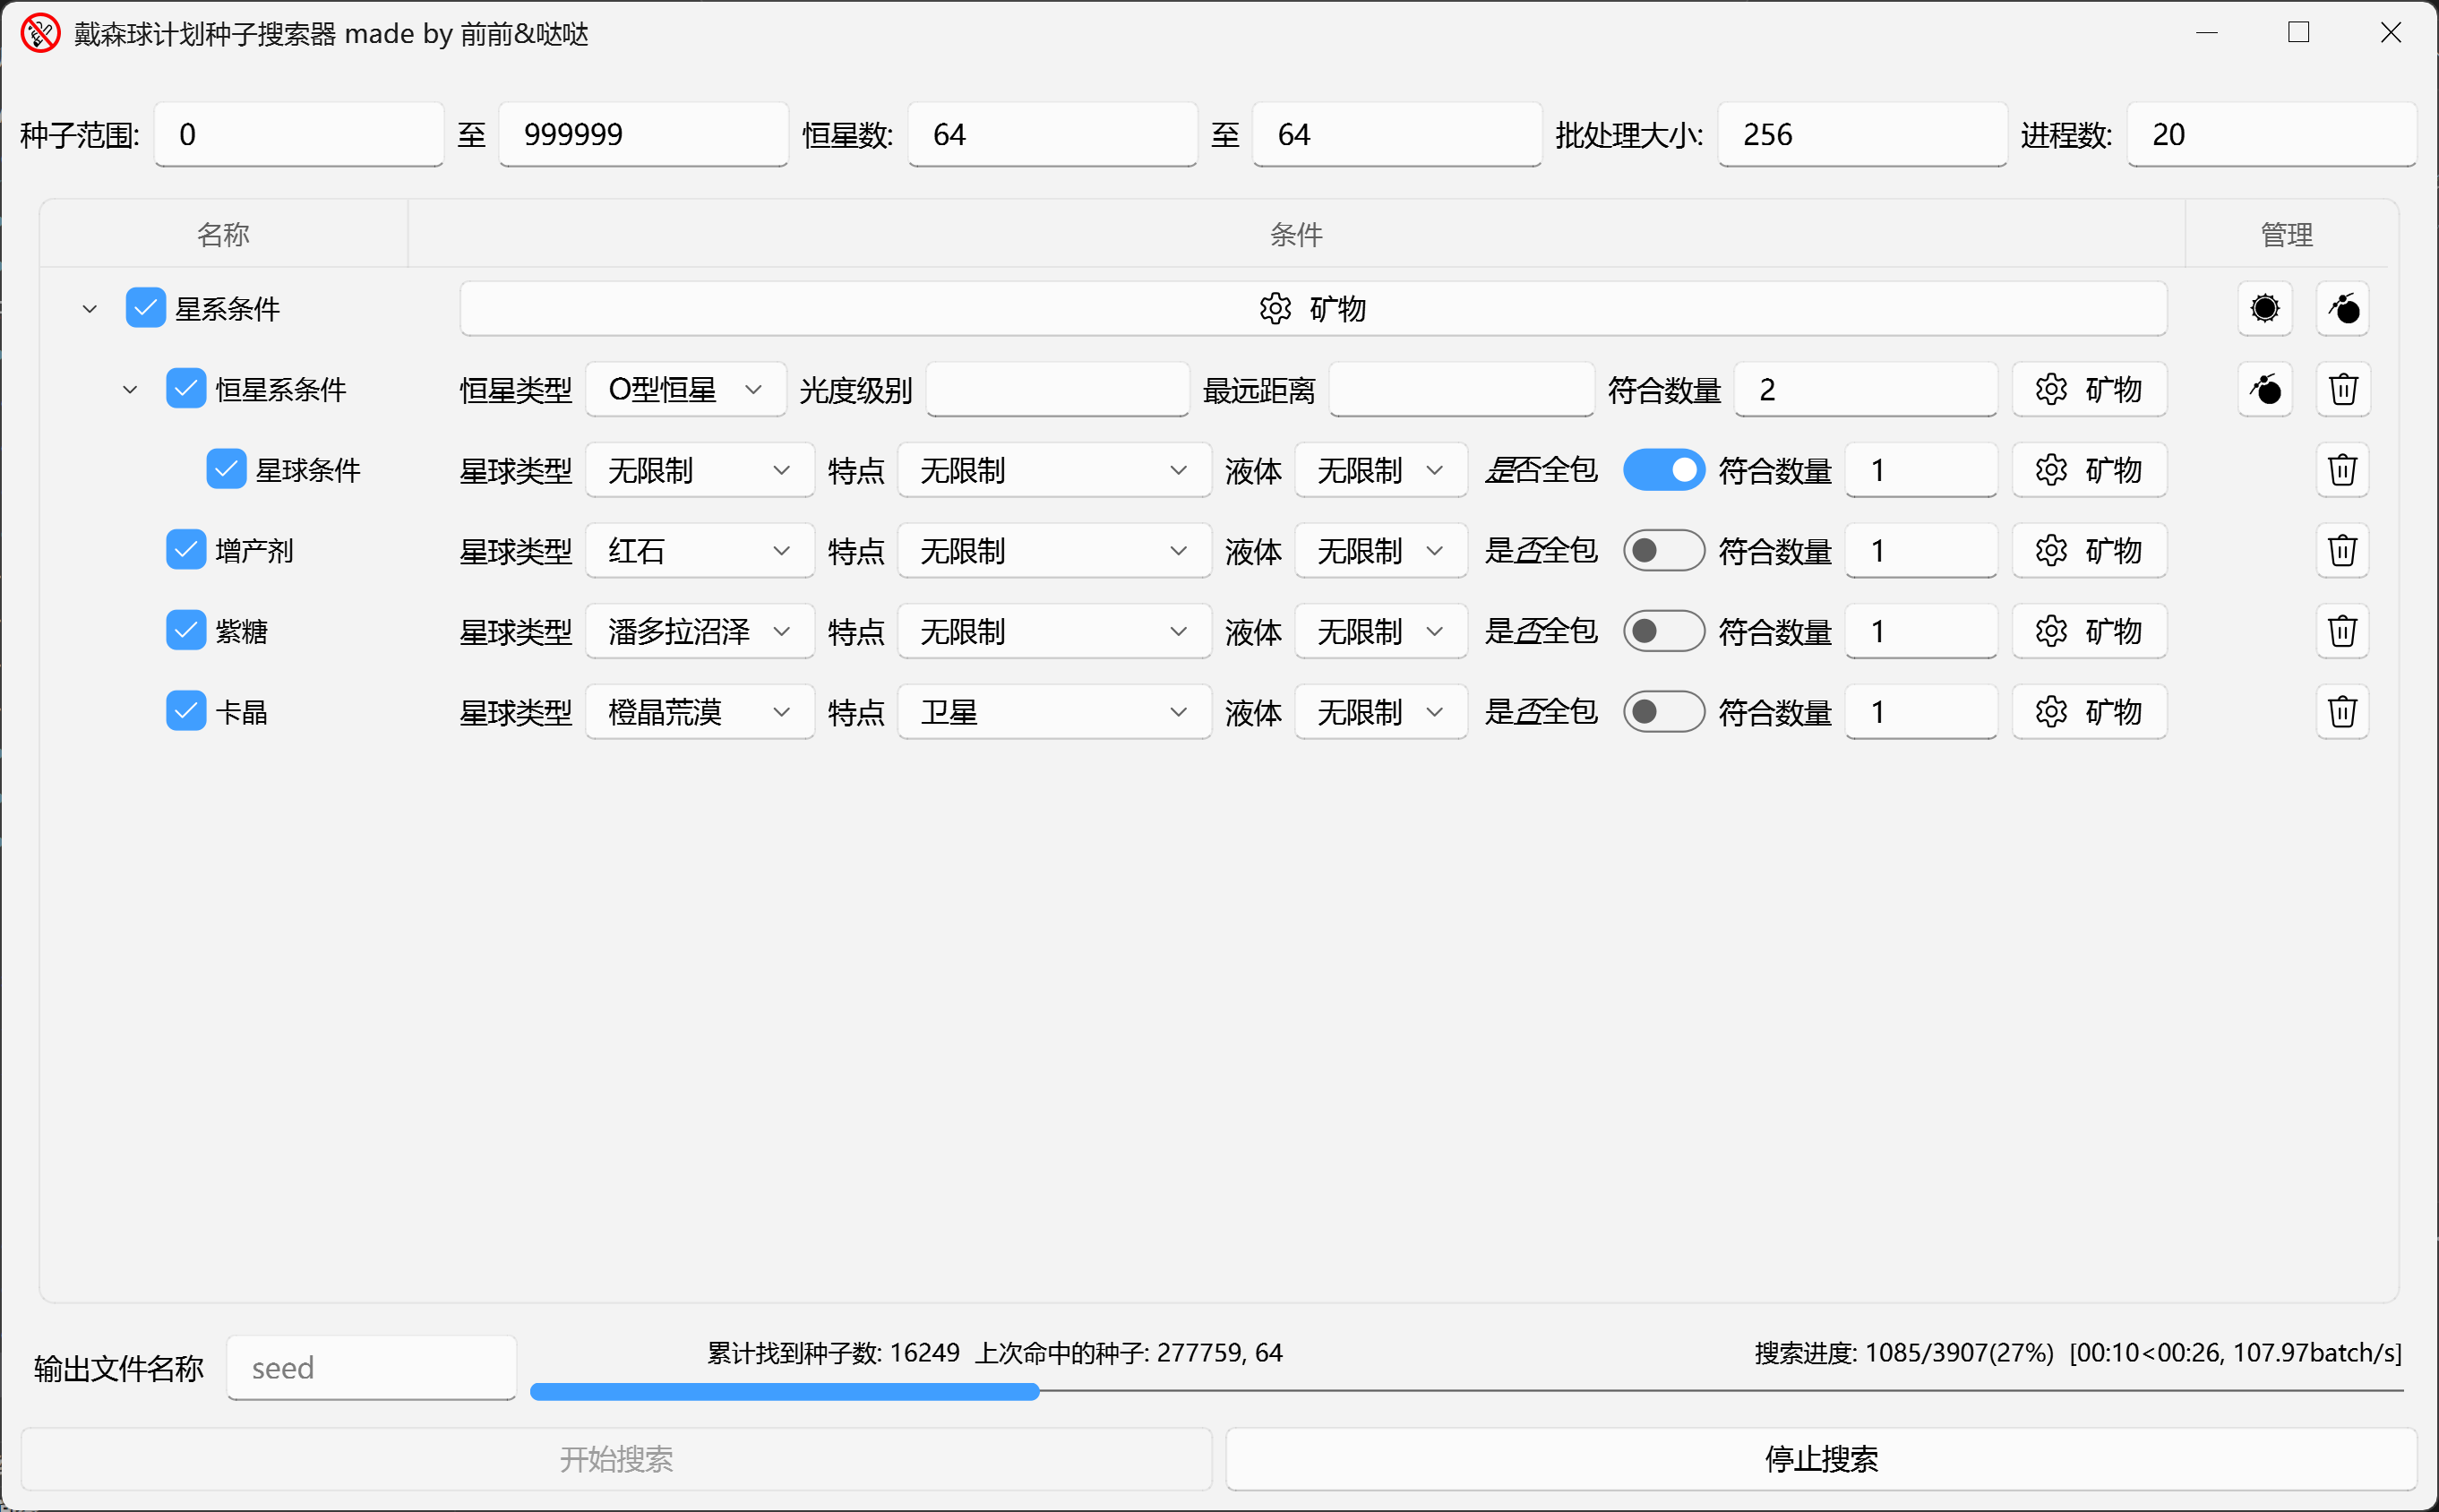 戴森球计划种子搜索器 made by 前前&哒哒
种子范围: 0 至 999999 恒星数: 64 至 64 批处理大小: 256 进程数: 20
名称 条件 管理
星系条件 矿物
恒星系条件 恒星类型 O型恒星 光度级别 最远距离 符合数量 2 矿物
星球条件 星球类型 无限制 特点 无限制 液体 无限制 是否全包 符合数量 1 矿物
增产剂 星球类型 红石 特点 无限制 液体 无限制 是否全包 符合数量 1 矿物
紫糖 星球类型 潘多拉沼泽 特点 无限制 液体 无限制 是否全包 符合数量 1 矿物
卡晶 星球类型 橙晶荒漠 特点 卫星 液体 无限制 是否全包 符合数量 1 矿物
输出文件名称 seed 累计找到种子数: 16249 上次命中的种子: 277759, 64 搜索进度: 1085/3907(27%) [00:10<00:26, 107.97batch/s]
开始搜索 停止搜索